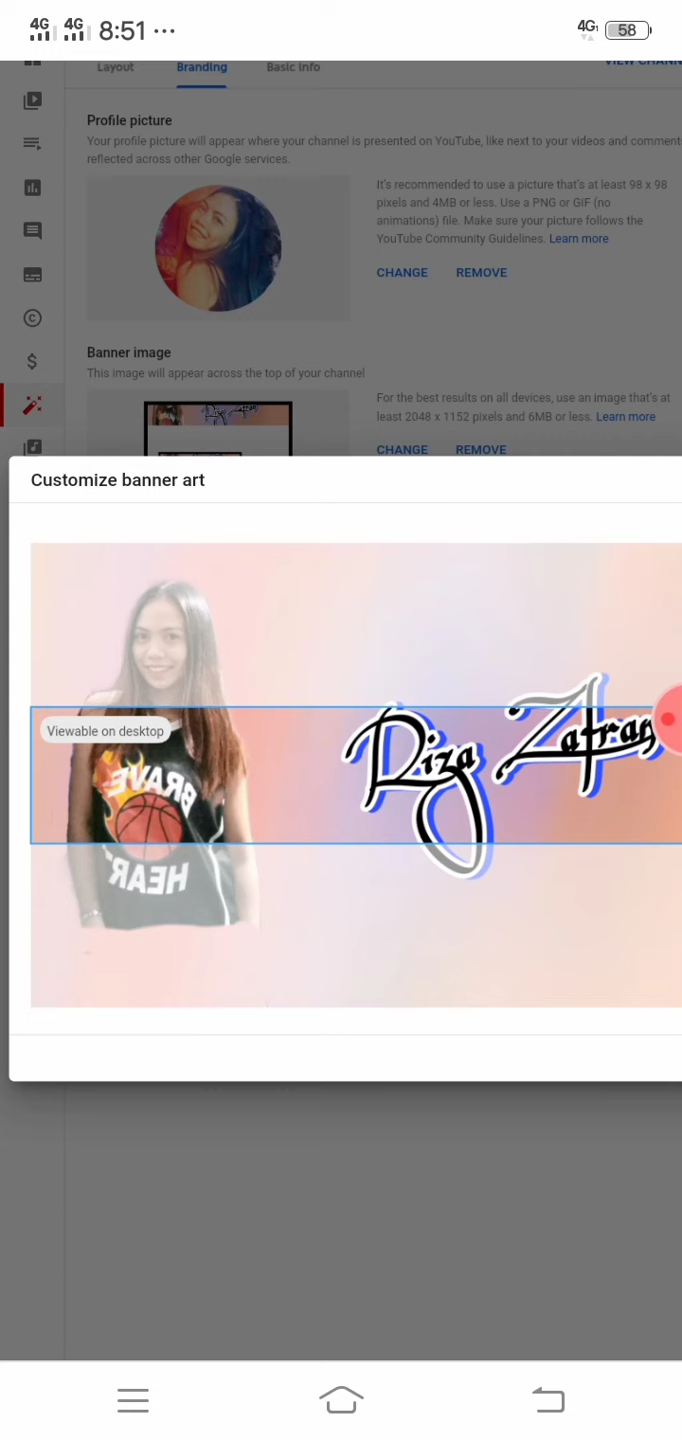 4G 4G 8:51 ... 4G 58
Layout Branding Basic info VIEW CHANN
Profile picture
Your profile picture will appear where your channel is presented on YouTube, like next to your videos and comment
reflected across other Google services.
It's recommended to use a picture that's at least 98 x 98
pixels and 4MB or less. Use a PNG or GIF (no
animations) file. Make sure your picture follows the
YouTube Community Guidelines. Learn more
CHANGE REMOVE
Banner image
This image will appear across the top of your channel
For the best results on all devices, use an image that's at
least 2048 x 1152 pixels and 6MB or less. Learn more
CHANGE REMOVE
Customize banner art
Viewable on desktop
Riza Zafran
BRAVE
HEART